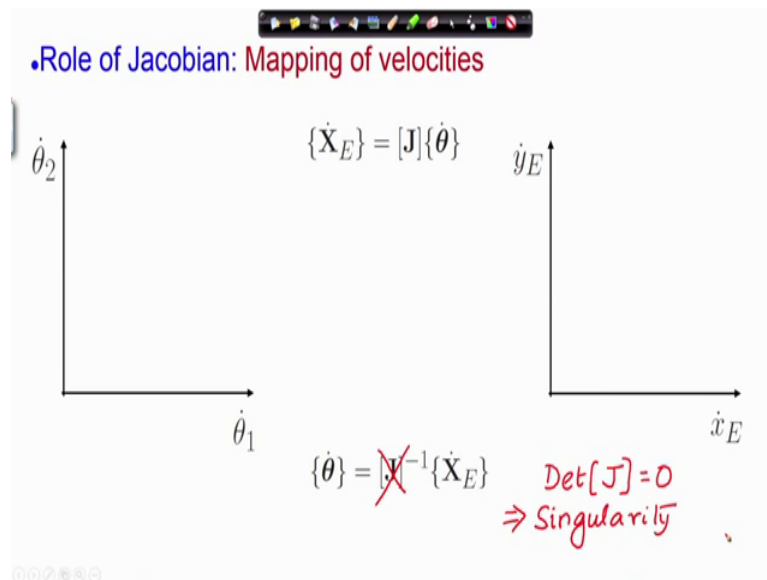 •Role of Jacobian: Mapping of velocities
{Ẋ_E} = [J]{θ̇}
θ̇₂
ẏ_E
θ̇₁
ẋ_E
{θ̇} = [J]⁻¹{Ẋ_E}
Det[J]=0
⇒ Singularity